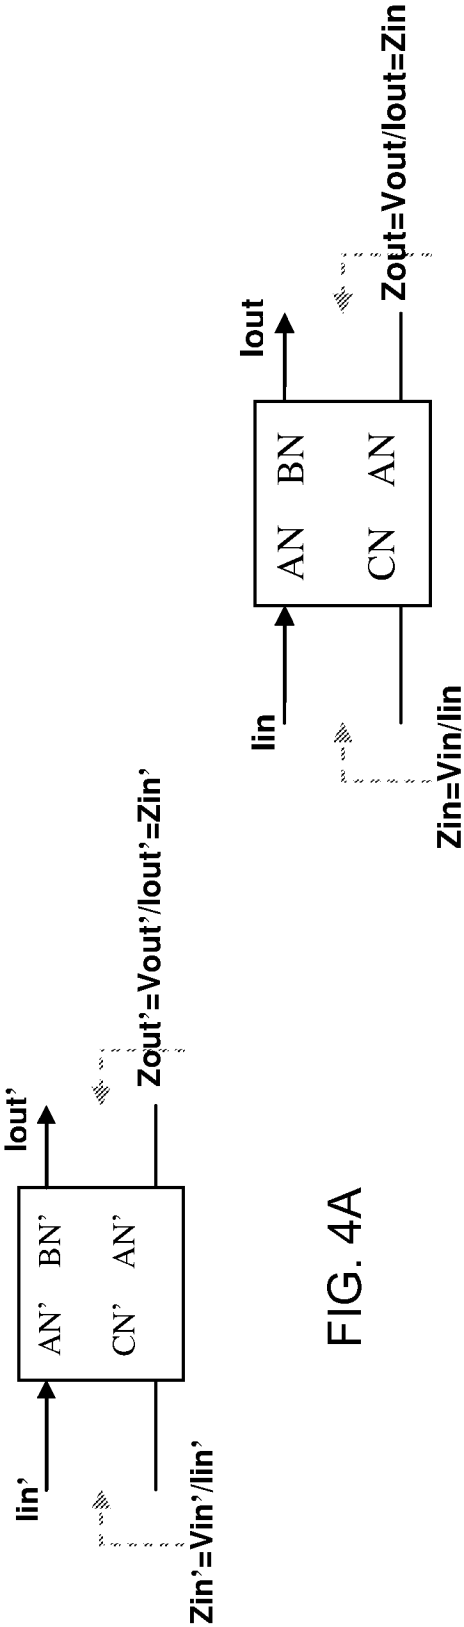 Iin’
Iout’
AN’ BN’
CN’ AN’
Zin’=Vin’/Iin’
Zout’=Vout’/Iout’=Zin’
Iin
Iout
AN BN
CN AN
Zin=Vin/Iin
Zout=Vout/Iout=Zin
FIG. 4A